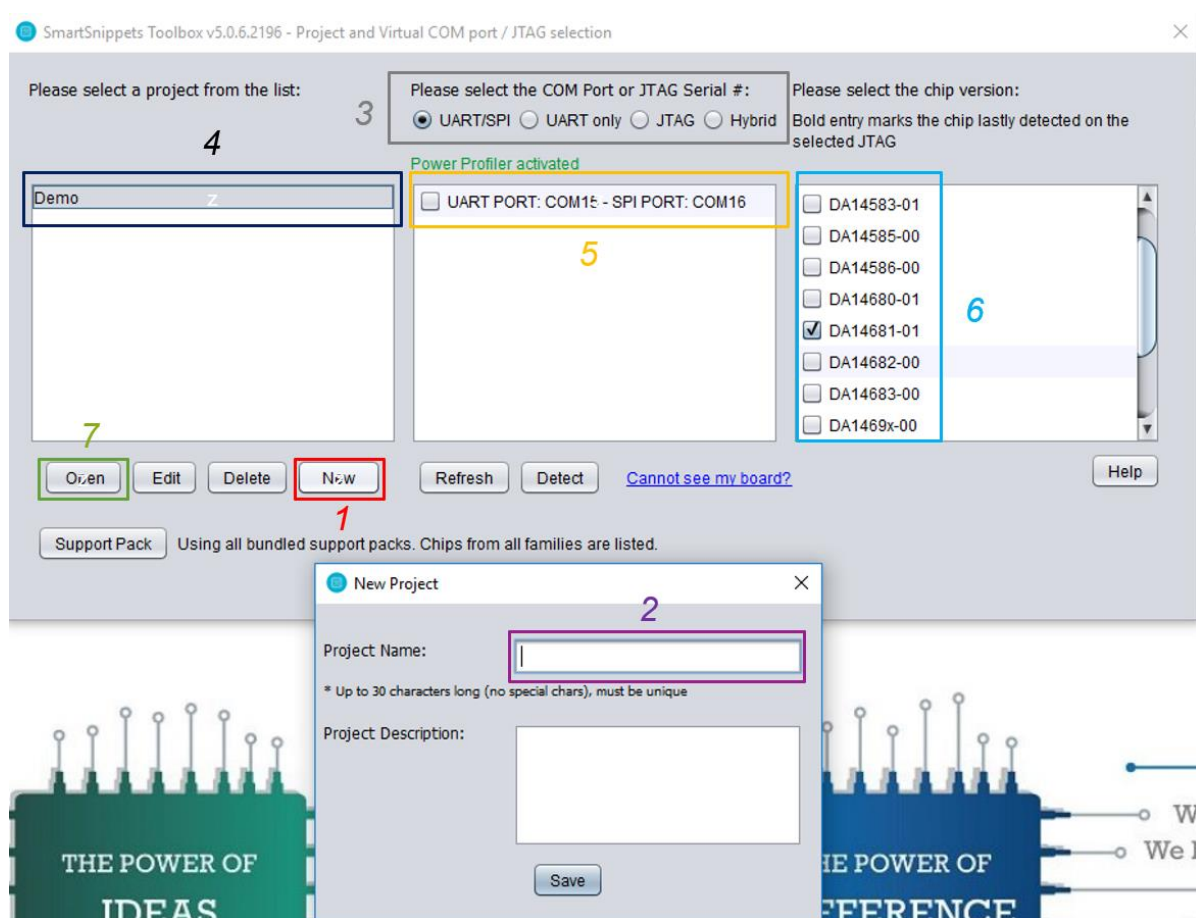 SmartSnippets Toolbox v5.0.6.2196 - Project and Virtual COM port / JTAG selection
Please select a project from the list:
4
Demo
z
3
Please select the COM Port or JTAG Serial #:
UART/SPI
UART only
JTAG
Hybrid
Power Profiler activated
UART PORT: COM15 - SPI PORT: COM16
5
Please select the chip version:
Bold entry marks the chip lastly detected on the
selected JTAG
DA14583-01
DA14585-00
DA14586-00
DA14680-01
DA14681-01
DA14682-00
DA14683-00
DA1469x-00
6
7
Open
Edit
Delete
New
1
Refresh
Detect
Cannot see my board?
Help
Support Pack
Using all bundled support packs. Chips from all families are listed.
New Project
2
Project Name:
* Up to 30 characters long (no special chars), must be unique
Project Description:
Save
THE POWER OF
IDEAS
HE POWER OF
FFERENCE
W
We